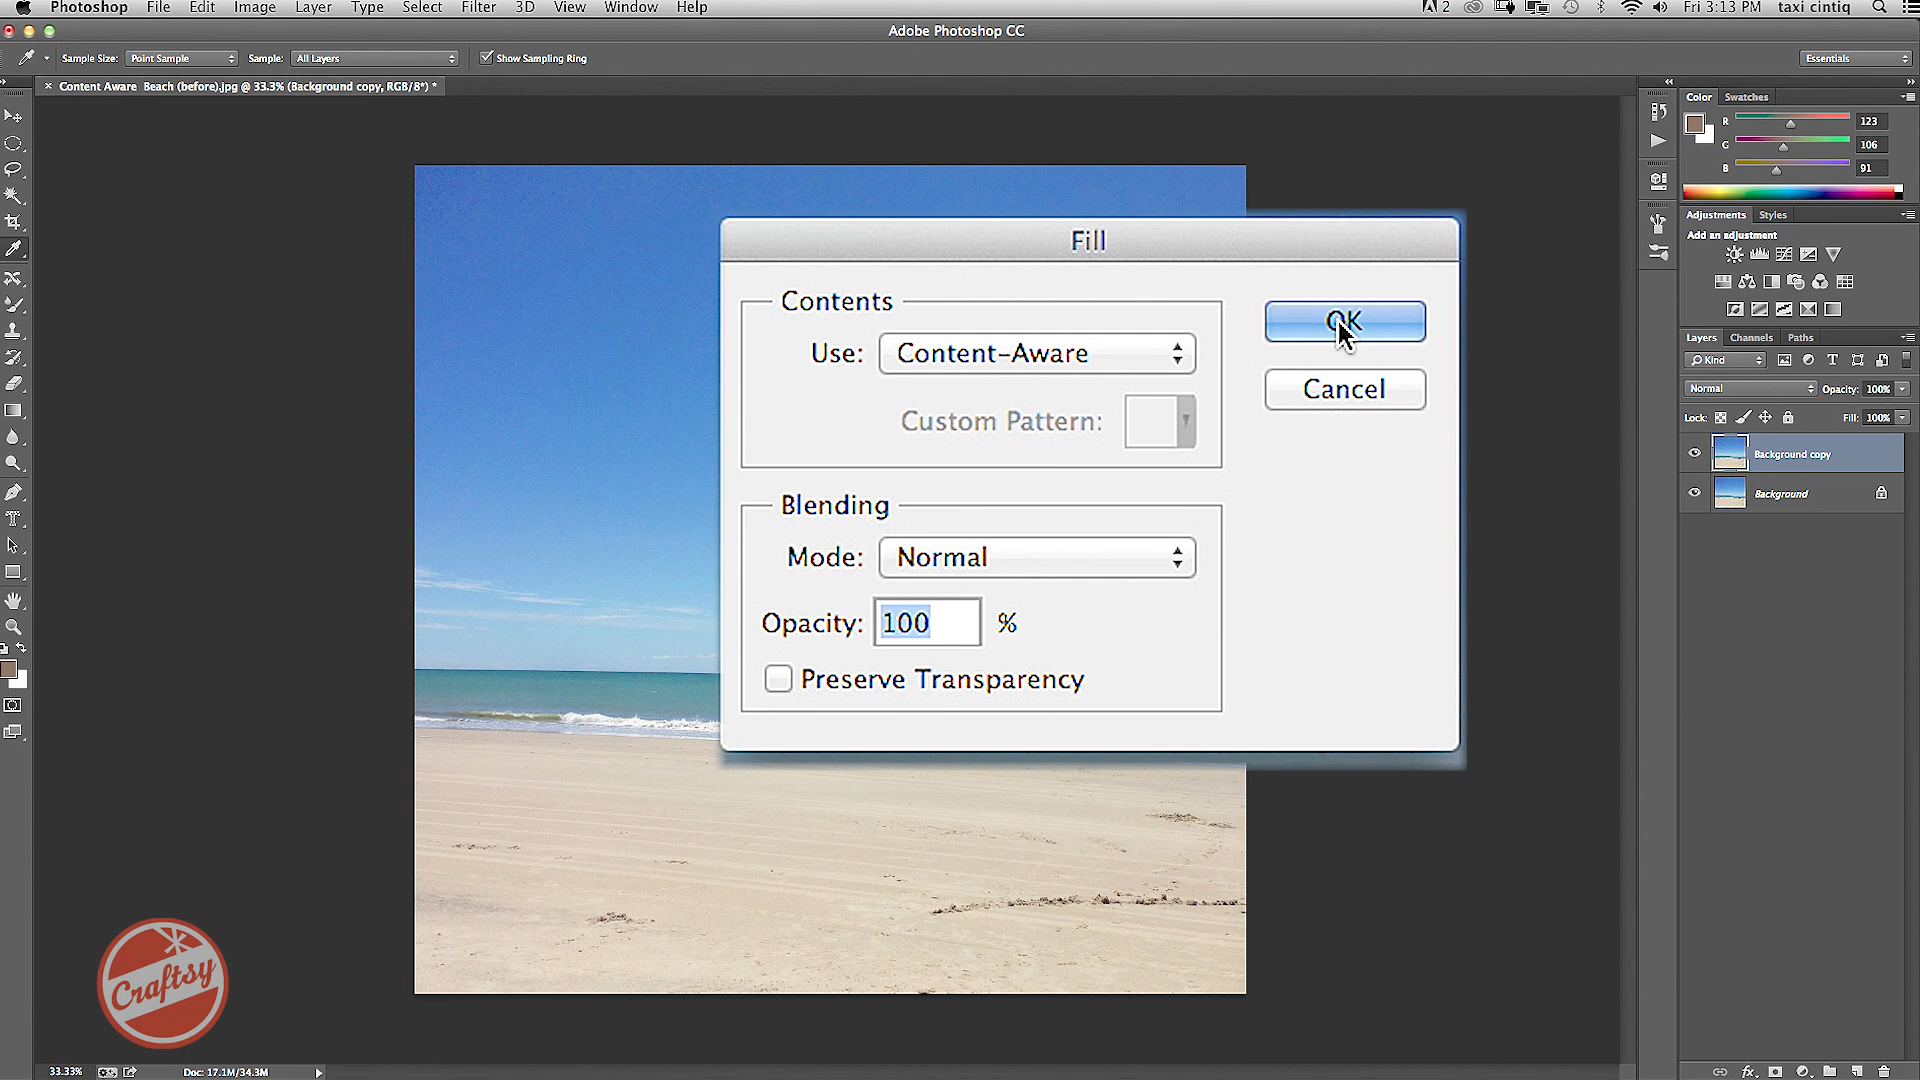 Photoshop File Edit Image Layer Type Select Filter 3D View Window Help
2 Fri 3:13 PM taxi cintiq
Adobe Photoshop CC
Sample Size: Point Sample Sample: All Layers Show Sampling Ring Essentials
× Content Aware Beach (before).jpg @ 33.3% (Background copy, RGB/8*) *
Color Swatches
R 123
G 106
B 91
Adjustments Styles
Add an adjustment
Fill
Contents
Use: Content-Aware
Custom Pattern:
OK
Cancel
Blending
Mode: Normal
Opacity: 100 %
Preserve Transparency
Layers Channels Paths
Kind
Normal Opacity: 100%
Lock: Fill: 100%
Background copy
Background
Craftsy
33.33% Doc: 17.1M/34.3M
fx